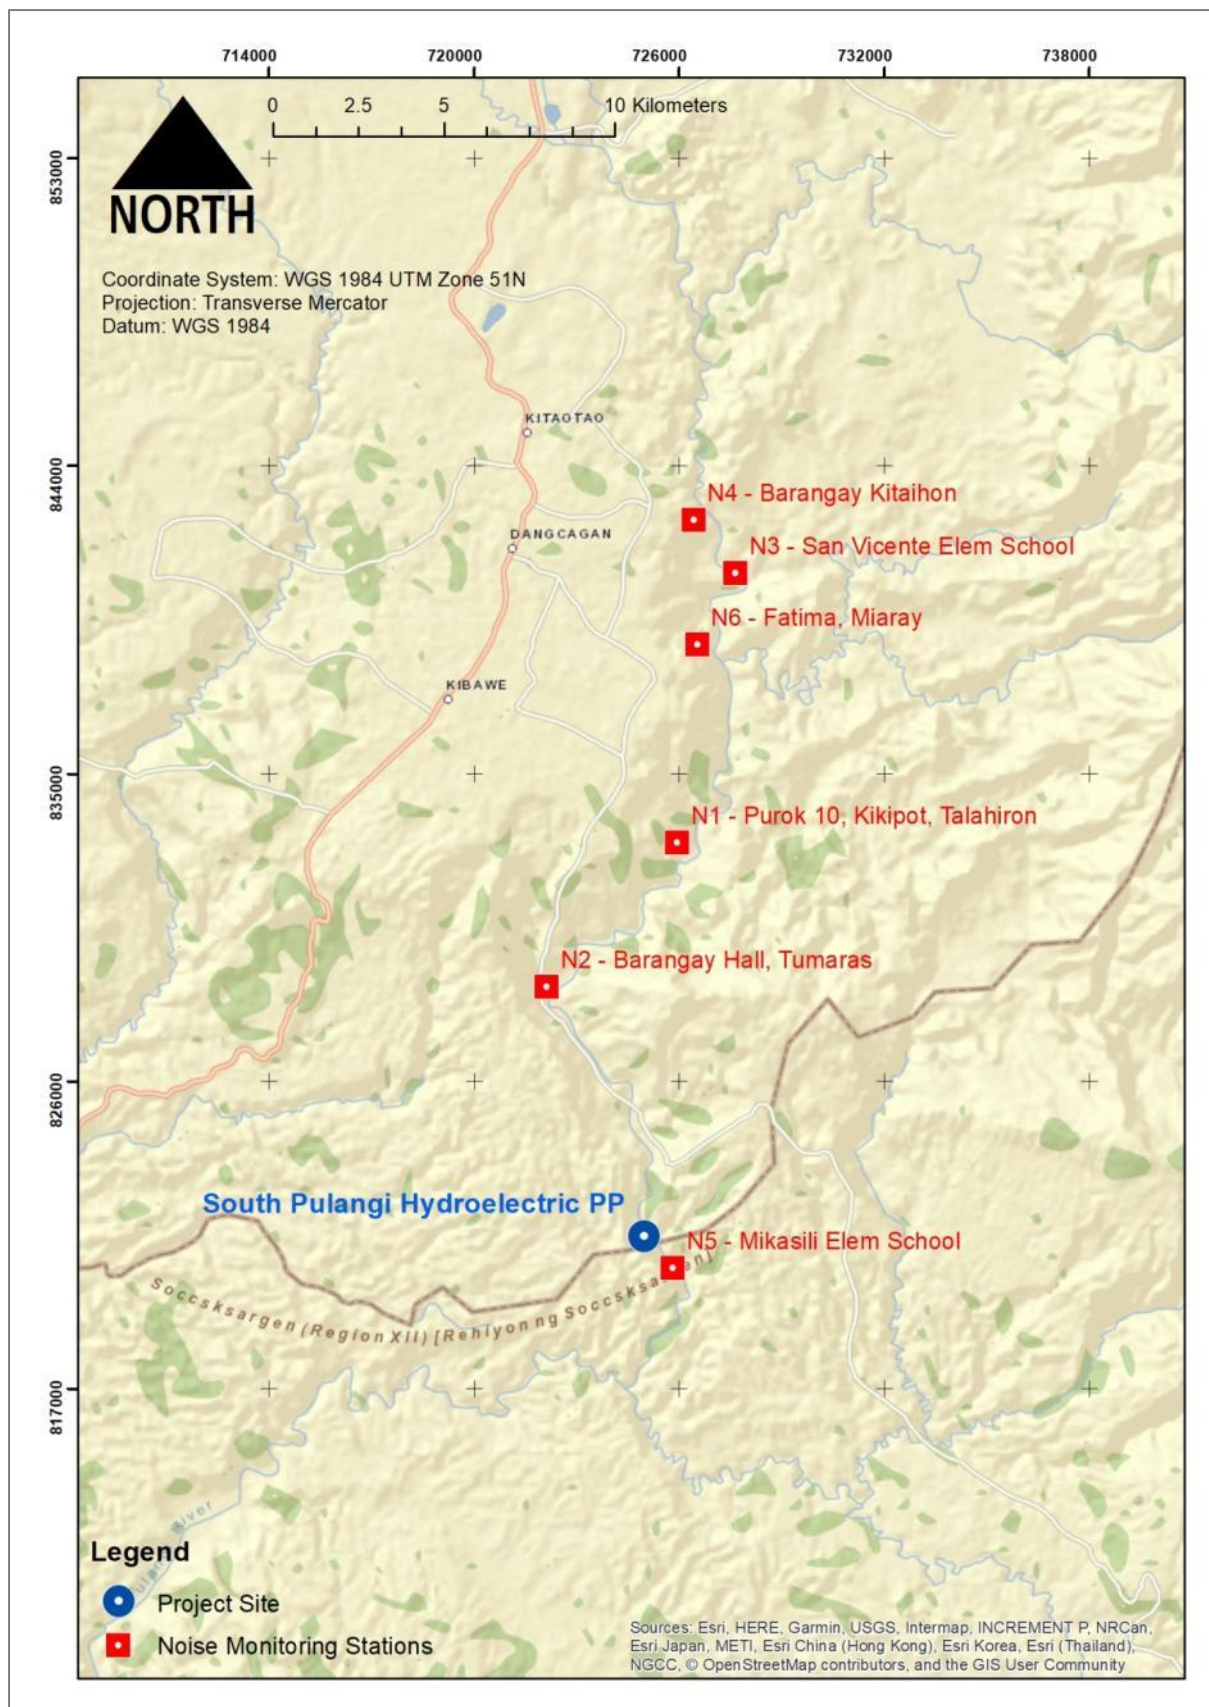 714000 720000 726000 732000 738000
0 2.5 5 10 Kilometers
853000
NORTH
Coordinate System: WGS 1984 UTM Zone 51N
Projection: Transverse Mercator
Datum: WGS 1984
KITAOTAO
844000
N4 - Barangay Kitaihon
DANGCAGAN
N3 - San Vicente Elem School
N6 - Fatima, Miaray
KIBAWE
835000
N1 - Purok 10, Kikipot, Talahiron
N2 - Barangay Hall, Tumaras
826000
South Pulangi Hydroelectric PP
N5 - Mikasili Elem School
Soccsksargen (Region XII) [Rehiyon ng Soccsksargen]
817000
River
Legend
Project Site
Noise Monitoring Stations
Sources: Esri, HERE, Garmin, USGS, Intermap, INCREMENT P, NRCan,
Esri Japan, METI, Esri China (Hong Kong), Esri Korea, Esri (Thailand),
NGCC, © OpenStreetMap contributors, and the GIS User Community